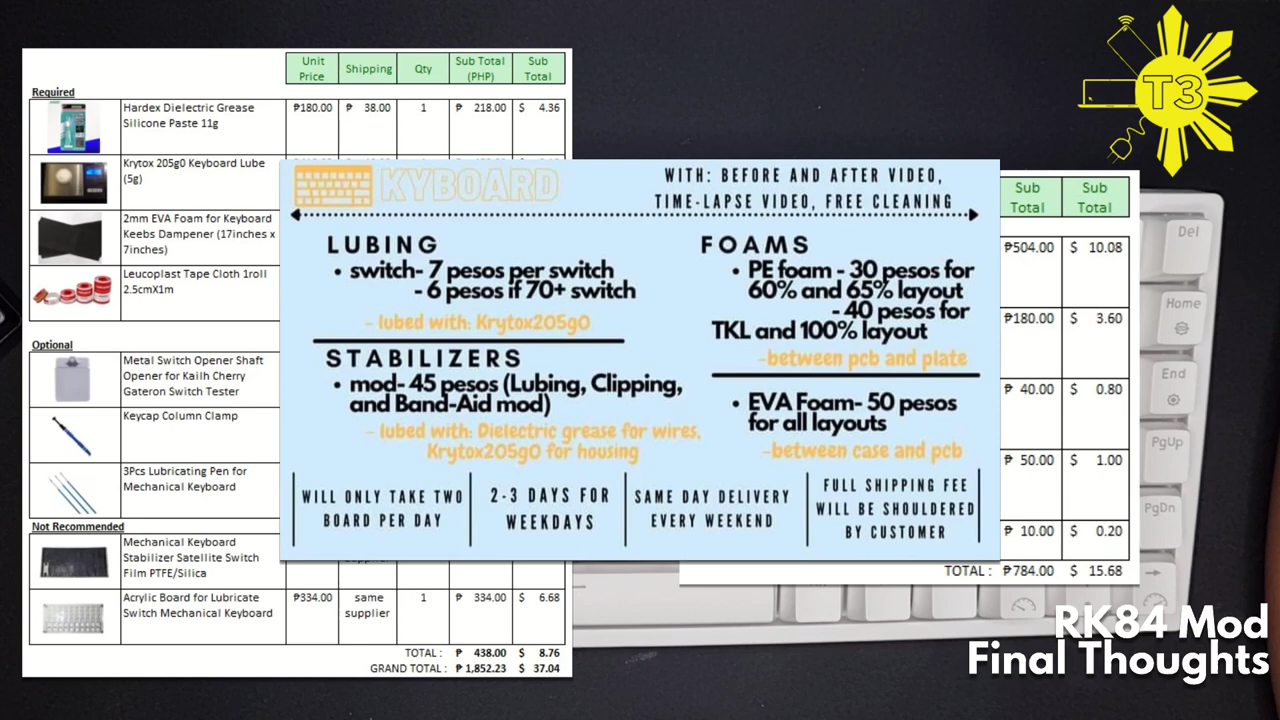 T3
Unit Price
Shipping
Qty
Sub Total (PHP)
Sub Total
Required
Hardex Dielectric Grease
Silicone Paste 11g
₱180.00
₱ 38.00
1
₱ 218.00
$ 4.36
Krytox 205g0 Keyboard Lube
(5g)
2mm EVA Foam for Keyboard
Keebs Dampener (17inches x
7inches)
Leucoplast Tape Cloth 1roll
2.5cmX1m
Optional
Metal Switch Opener Shaft
Opener for Kailh Cherry
Gateron Switch Tester
Keycap Column Clamp
3Pcs Lubricating Pen for
Mechanical Keyboard
Not Recommended
Mechanical Keyboard
Stabilizer Satellite Switch
Film PTFE/Silica
Acrylic Board for Lubricate
Switch Mechanical Keyboard
₱334.00
same
supplier
1
₱ 334.00
$ 6.68
TOTAL : ₱ 438.00 $ 8.76
GRAND TOTAL : ₱ 1,852.23 $ 37.04
KYBOARD
WITH: BEFORE AND AFTER VIDEO,
TIME-LAPSE VIDEO, FREE CLEANING
LUBING
• switch- 7 pesos per switch
- 6 pesos if 70+ switch
- lubed with: Krytox205g0
STABILIZERS
• mod- 45 pesos (Lubing, Clipping,
and Band-Aid mod)
- lubed with: Dielectric grease for wires,
Krytox205g0 for housing
FOAMS
• PE foam - 30 pesos for
60% and 65% layout
- 40 pesos for
TKL and 100% layout
-between pcb and plate
• EVA Foam- 50 pesos
for all layouts
-between case and pcb
WILL ONLY TAKE TWO
BOARD PER DAY
2-3 DAYS FOR
WEEKDAYS
SAME DAY DELIVERY
EVERY WEEKEND
FULL SHIPPING FEE
WILL BE SHOULDERED
BY CUSTOMER
Sub Total
Sub Total
₱504.00 $ 10.08
₱180.00 $ 3.60
₱ 40.00 $ 0.80
₱ 50.00 $ 1.00
₱ 10.00 $ 0.20
TOTAL : ₱784.00 $ 15.68
Del
Home
End
PgUp
PgDn
RK84 Mod
Final Thoughts